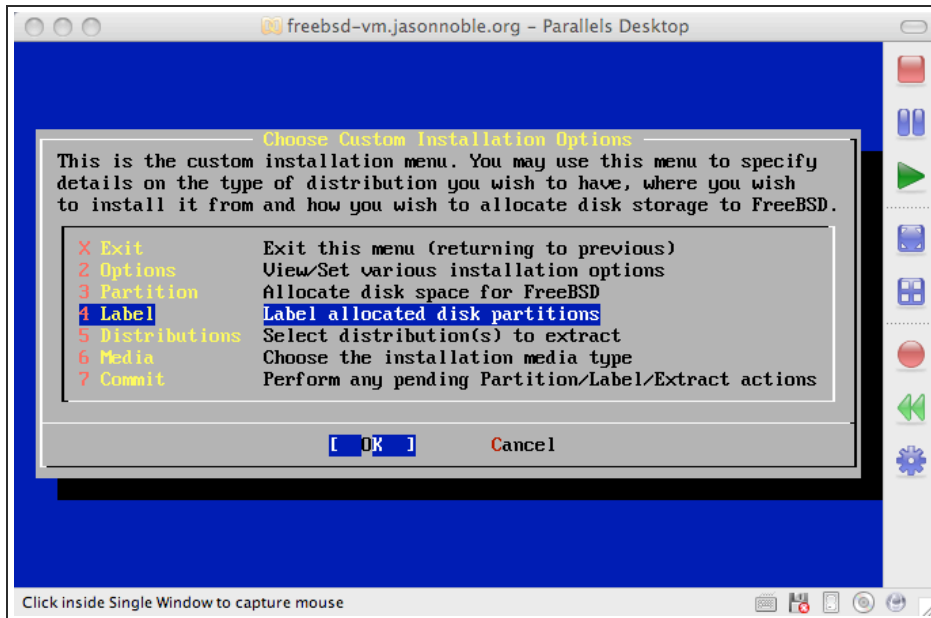 freebsd-vm.jasonnoble.org - Parallels Desktop
Choose Custom Installation Options
This is the custom installation menu. You may use this menu to specify
details on the type of distribution you wish to have, where you wish
to install it from and how you wish to allocate disk storage to FreeBSD.
X Exit Exit this menu (returning to previous)
2 Options View/Set various installation options
3 Partition Allocate disk space for FreeBSD
4 Label Label allocated disk partitions
5 Distributions Select distribution(s) to extract
6 Media Choose the installation media type
7 Commit Perform any pending Partition/Label/Extract actions
[ OK ] Cancel
Click inside Single Window to capture mouse